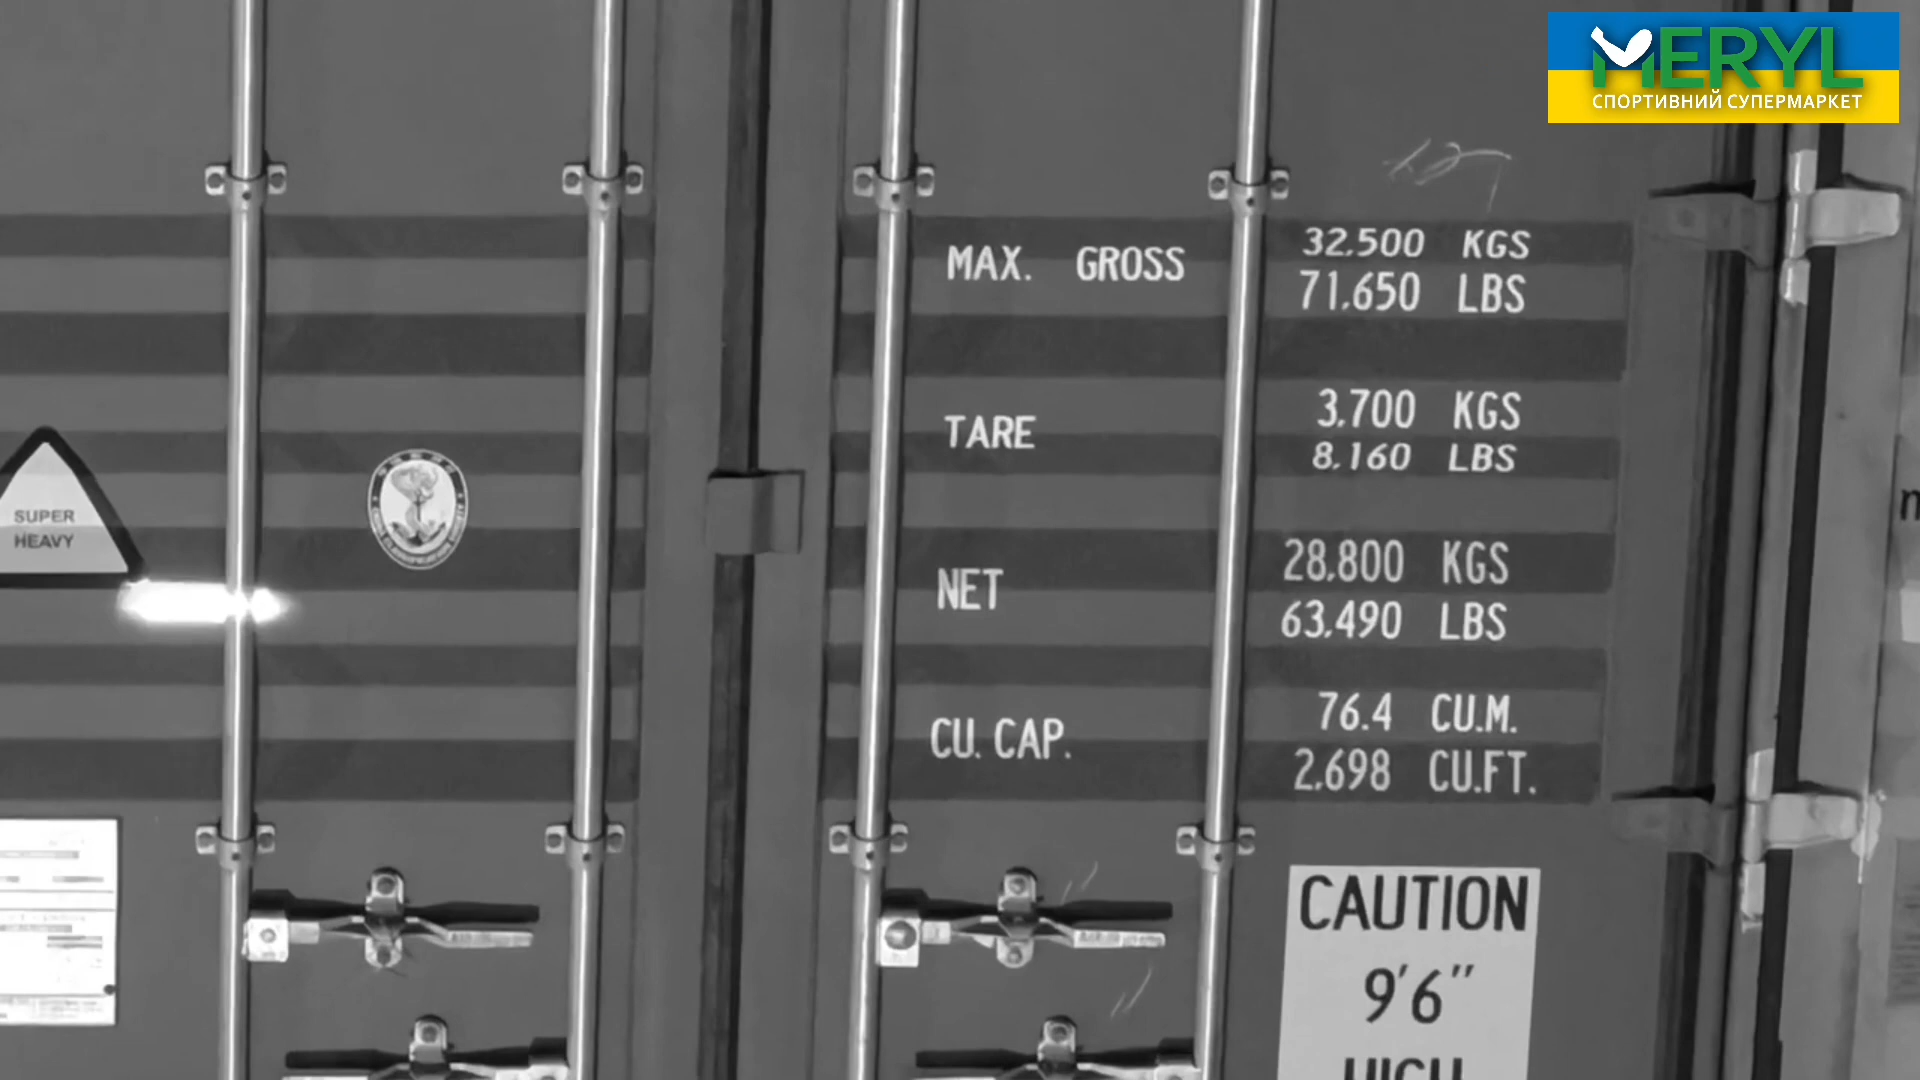 MERYL
СПОРТИВНИЙ СУПЕРМАРКЕТ
MAX. GROSS 32.500 KGS
71.650 LBS
TARE 3.700 KGS
8.160 LBS
NET 28.800 KGS
63.490 LBS
CU. CAP. 76.4 CU.M.
2.698 CU.FT.
SUPER
HEAVY
CAUTION
9'6"
HIGH